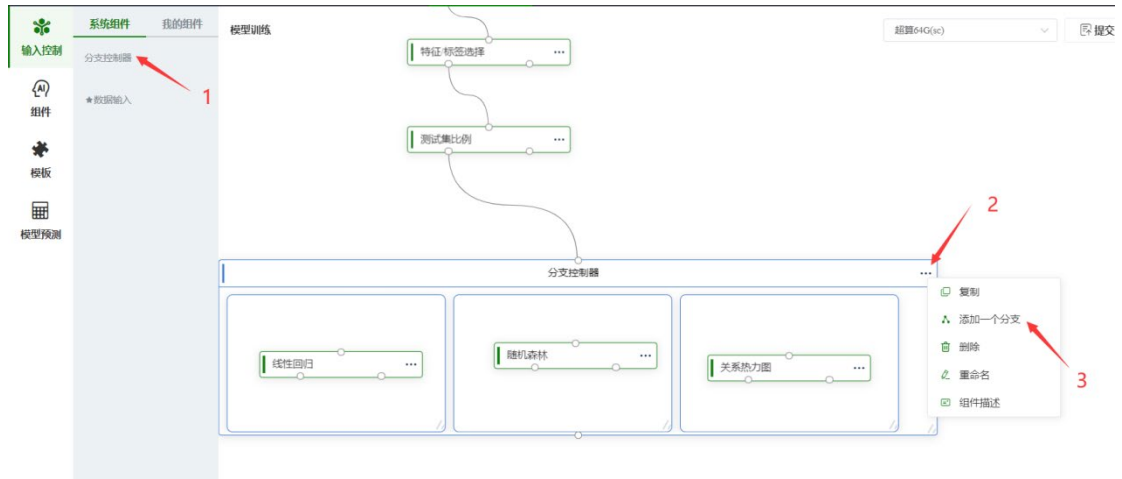 输入控制
组件
模板
模型预测
系统组件 我的组件
分支控制器
★数据输入
1
模型训练
超算64G(sc)
提交
特征/标签选择 ···
测试集比例 ···
2
分支控制器 ···
线性回归 ···
随机森林 ···
关系热力图 ···
复制
添加一个分支
删除
重命名
组件描述
3